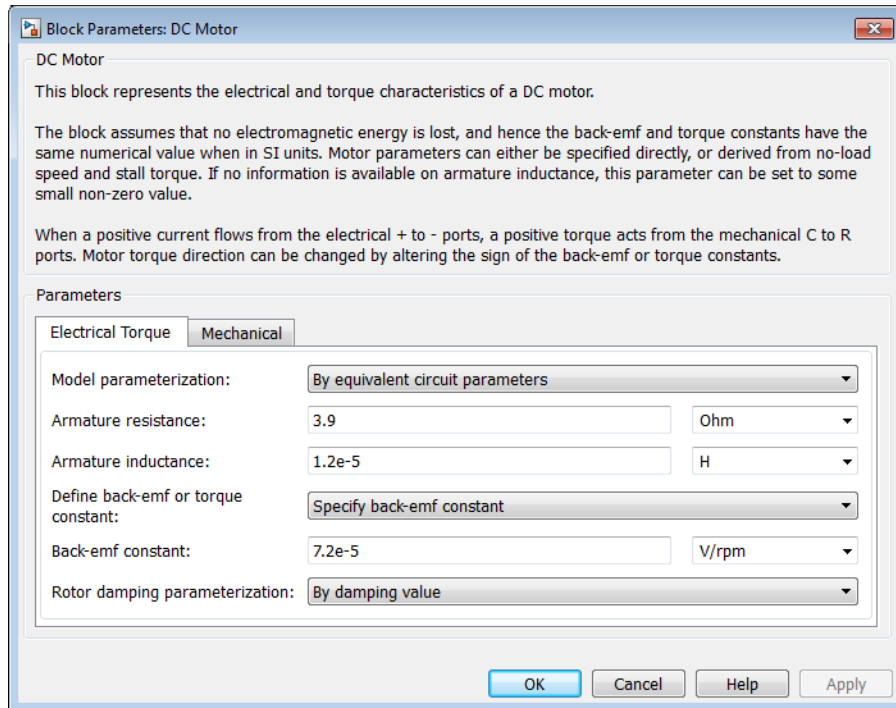 Block Parameters: DC Motor
DC Motor
This block represents the electrical and torque characteristics of a DC motor.
The block assumes that no electromagnetic energy is lost, and hence the back-emf and torque constants have the
same numerical value when in SI units. Motor parameters can either be specified directly, or derived from no-load
speed and stall torque. If no information is available on armature inductance, this parameter can be set to some
small non-zero value.
When a positive current flows from the electrical + to - ports, a positive torque acts from the mechanical C to R
ports. Motor torque direction can be changed by altering the sign of the back-emf or torque constants.
Parameters
Electrical Torque Mechanical
Model parameterization: By equivalent circuit parameters
Armature resistance: 3.9 Ohm
Armature inductance: 1.2e-5 H
Define back-emf or torque
constant: Specify back-emf constant
Back-emf constant: 7.2e-5 V/rpm
Rotor damping parameterization: By damping value
OK Cancel Help Apply